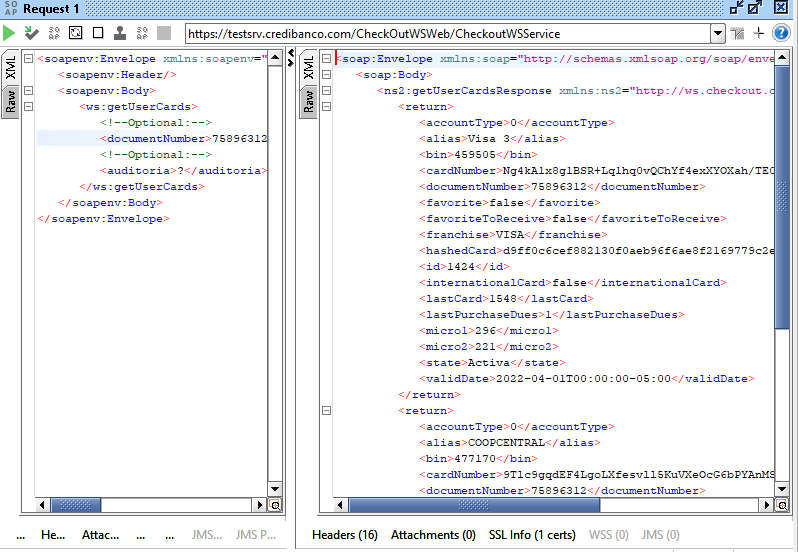 SO AP Request 1
https://testsrv.credibanco.com/CheckOutWSWeb/CheckoutWSService
XML
Raw
<soapenv:Envelope xmlns:soapenv="
<soapenv:Header/>
<soapenv:Body>
<ws:getUserCards>
<!--Optional:-->
<documentNumber>75896312
<!--Optional:-->
<auditoria>?</auditoria>
</ws:getUserCards>
</soapenv:Body>
</soapenv:Envelope>
... He... Attac... ... ... JMS... JMS P...
XML
Raw
<soap:Envelope xmlns:soap="http://schemas.xmlsoap.org/soap/enve
<soap:Body>
<ns2:getUserCardsResponse xmlns:ns2="http://ws.checkout.c
<return>
<accountType>0</accountType>
<alias>Visa 3</alias>
<bin>459505</bin>
<cardNumber>Ng4kAlx8glBSR+Lqlhq0vQChYf4exXYOXah/TE0
<documentNumber>75896312</documentNumber>
<favorite>false</favorite>
<favoriteToReceive>false</favoriteToReceive>
<franchise>VISA</franchise>
<hashedCard>d9ff0c6cef882130f0aeb96f6ae8f2169779c2e
<id>1424</id>
<internationalCard>false</internationalCard>
<lastCard>1548</lastCard>
<lastPurchaseDues>1</lastPurchaseDues>
<micro1>296</micro1>
<micro2>221</micro2>
<state>Activa</state>
<validDate>2022-04-01T00:00:00-05:00</validDate>
</return>
<return>
<accountType>0</accountType>
<alias>COOPCENTRAL</alias>
<bin>477170</bin>
<cardNumber>9Tlc9gqdEF4LgoLXfesvll5KuVXeOcG6bPYAnMS
<documentNumber>75896312</documentNumber>
Headers (16) Attachments (0) SSL Info (1 certs) WSS (0) JMS (0)